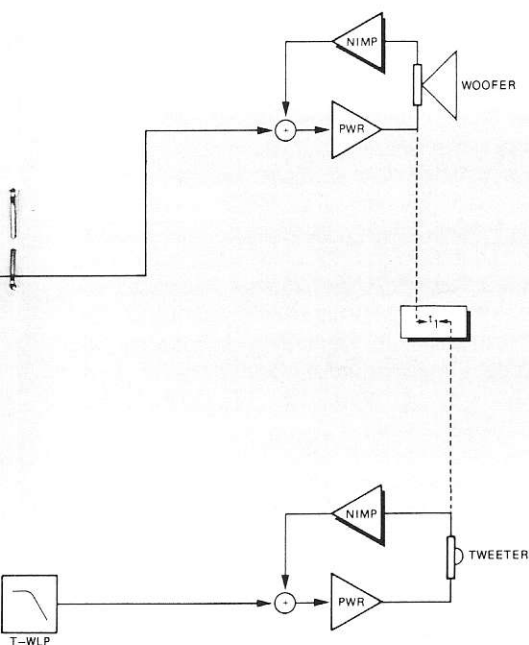 NIMP
WOOFER
+
PWR
t1
NIMP
TWEETER
+
PWR
T-WLP